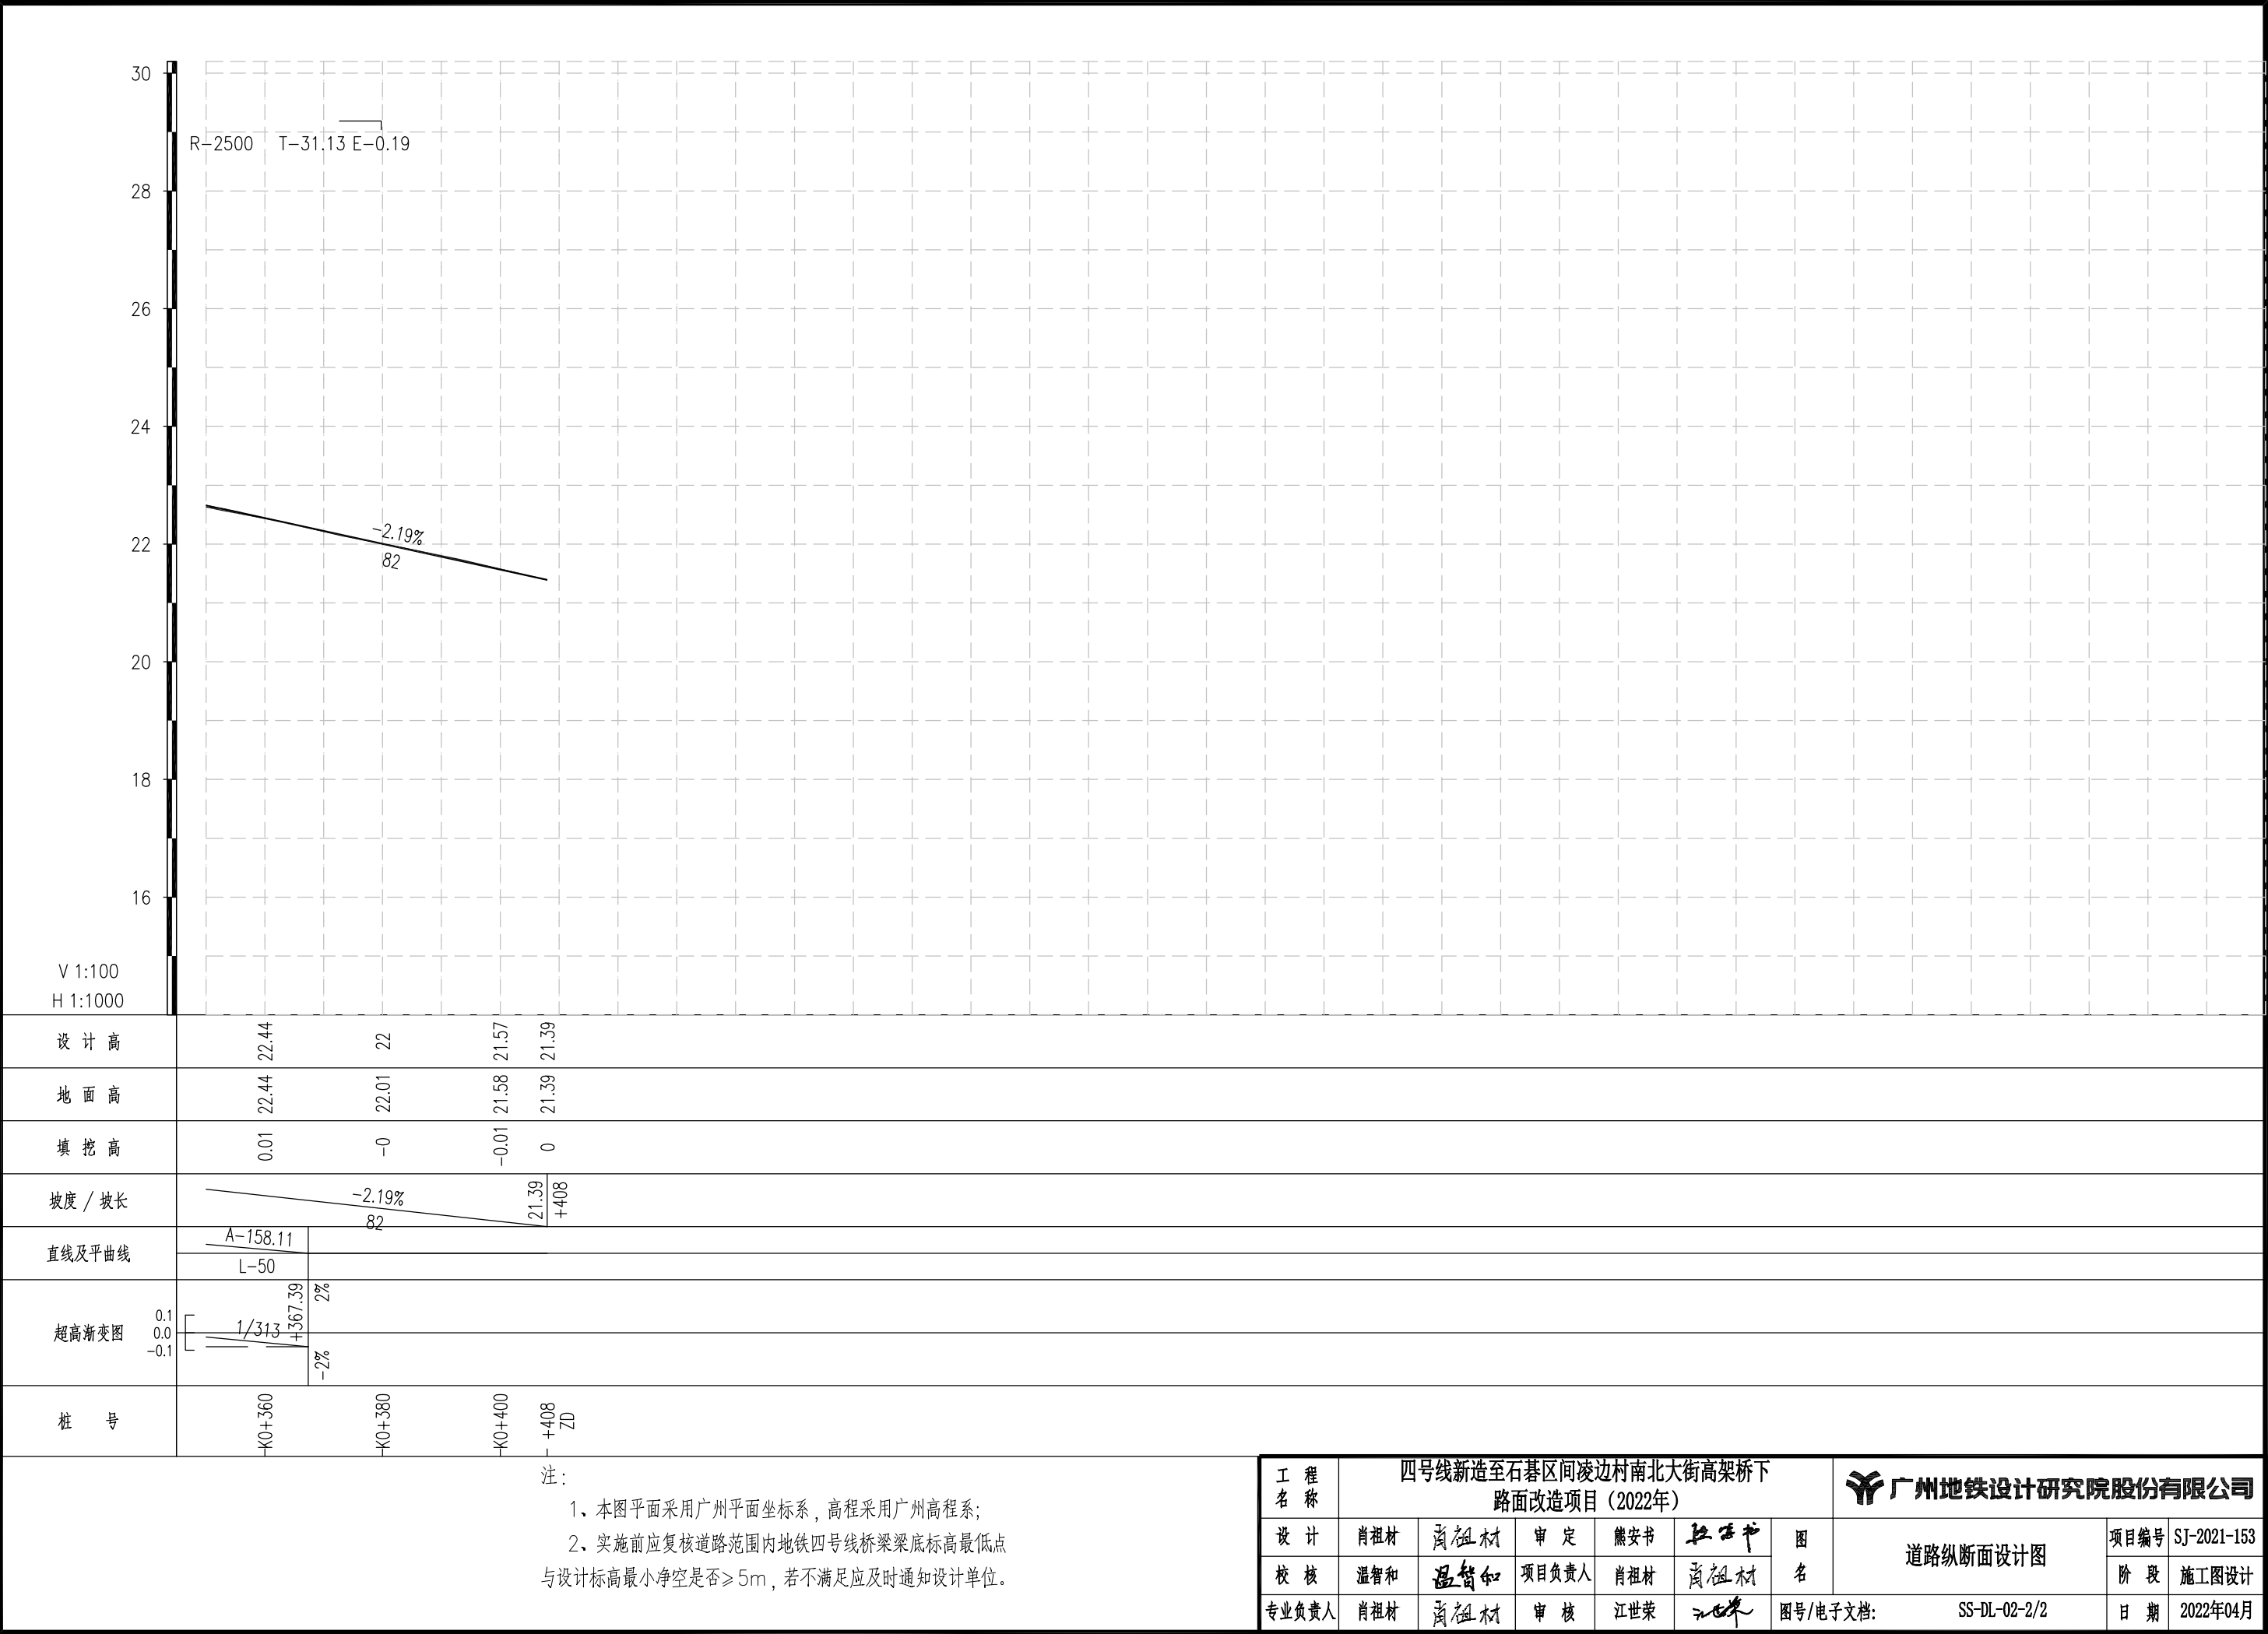 30
R-2500 T-31.13 E-0.19
28
26
24
22
-2.19%
82
20
18
16
V 1:100
H 1:1000
设计高 22.44 22 21.57 21.39
地面高 22.44 22.01 21.58 21.39
填挖高 0.01 -0 -0.01 0
坡度/坡长 -2.19% 82 21.39 +408
直线及平曲线 A-158.11 L-50
超高渐变图 0.1 0.0 -0.1 1/313 +367.39 2% -2%
桩号 K0+360 K0+380 K0+400 +408 ZD
注:
1、本图平面采用广州平面坐标系,高程采用广州高程系;
2、实施前应复核道路范围内地铁四号线桥梁梁底标高最低点
与设计标高最小净空是否≥5m,若不满足应及时通知设计单位。
工程名称 四号线新造至石碁区间凌边村南北大街高架桥下
路面改造项目(2022年)
广州地铁设计研究院股份有限公司
设计 肖祖材 肖祖材 审定 熊安书 图名 道路纵断面设计图 项目编号 SJ-2021-153
校核 温智和 温智和 项目负责人 肖祖材 肖祖材 阶段 施工图设计
专业负责人 肖祖材 肖祖材 审核 江世荣 图号/电子文档: SS-DL-02-2/2 日期 2022年04月